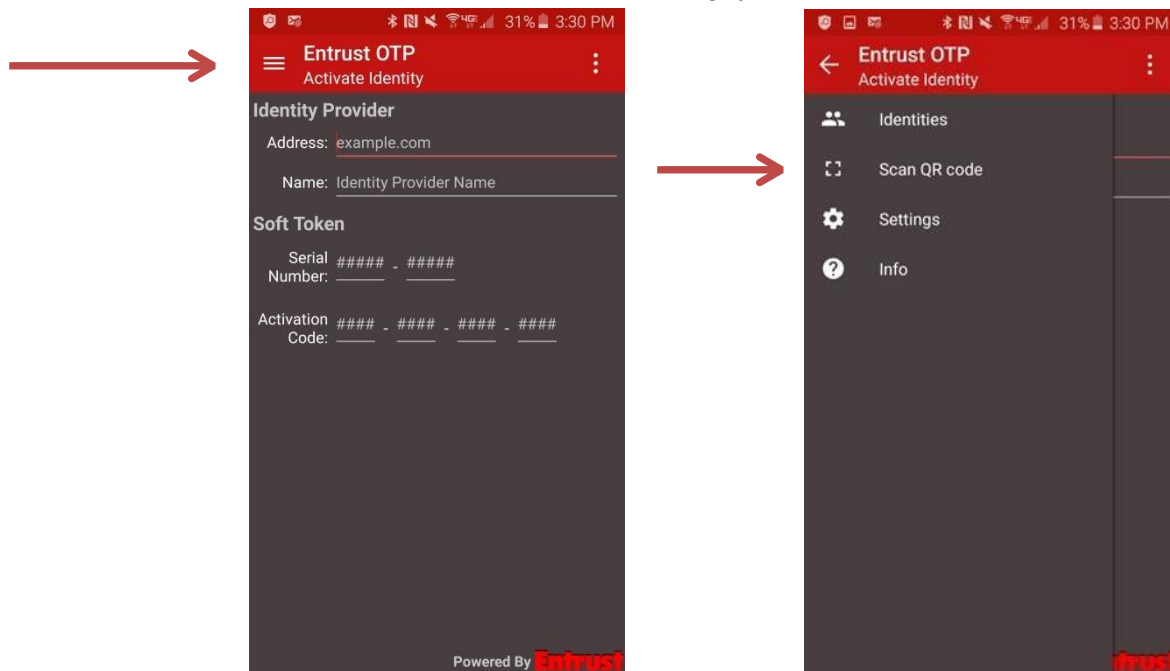 31% 3:30 PM
Entrust OTP
Activate Identity
Identity Provider
Address: example.com
Name: Identity Provider Name
Soft Token
Serial Number: ##### - #####
Activation Code: #### - #### - #### - ####
Powered By Entrust
31% 3:30 PM
Entrust OTP
Activate Identity
Identities
Scan QR code
Settings
Info